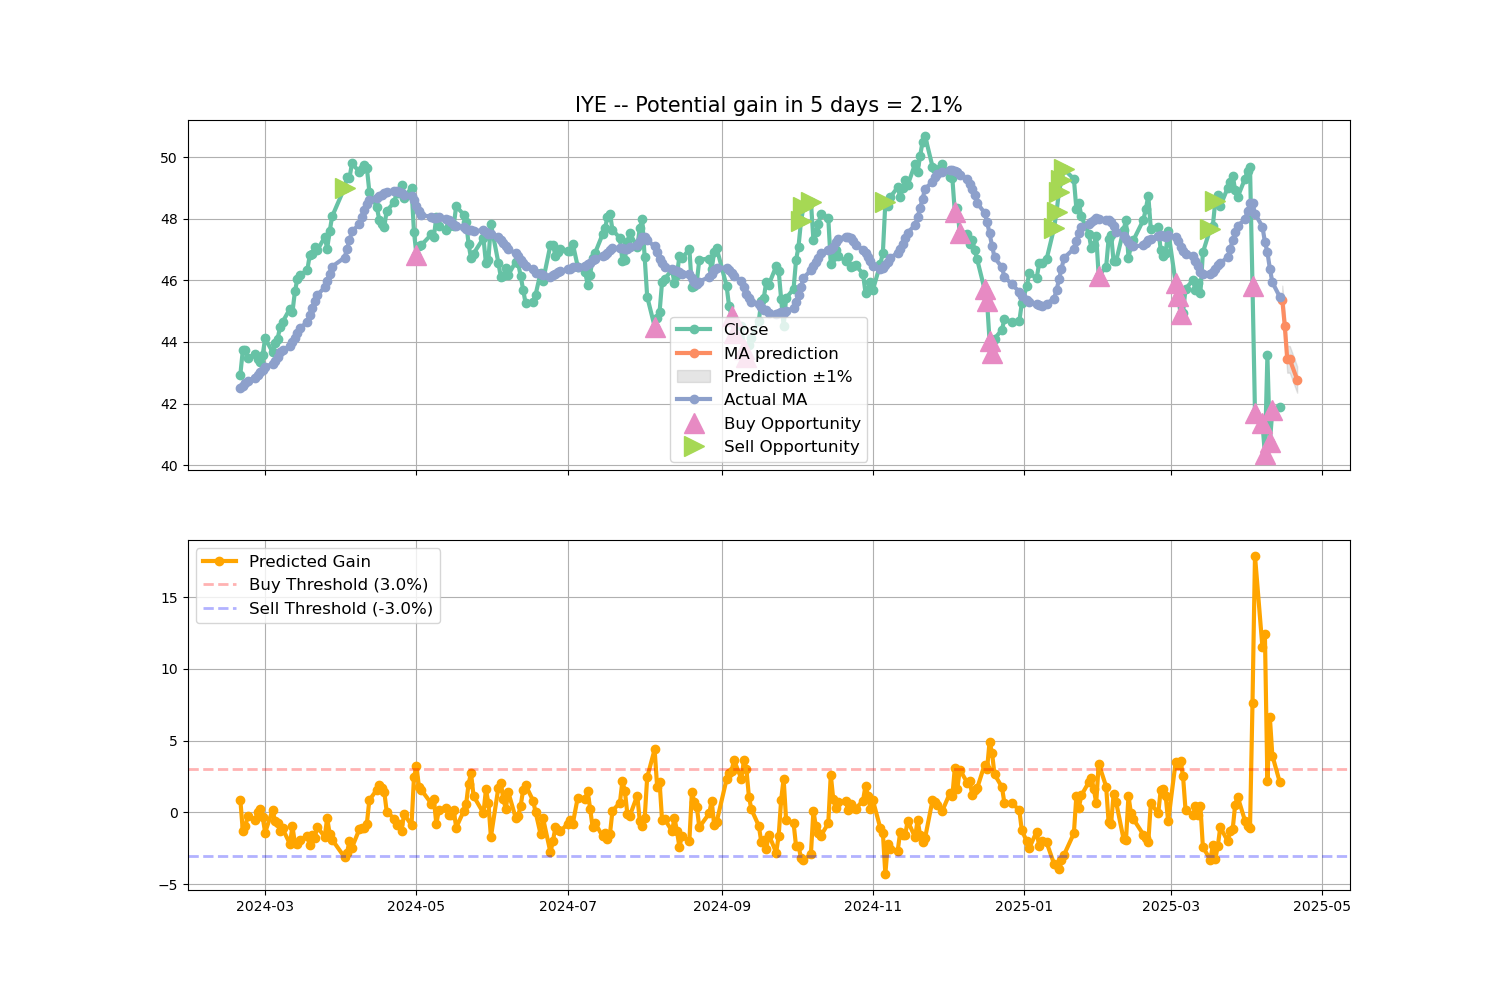 IYE -- Potential gain in 5 days = 2.1%
50
48
46
44
42
40
Close
MA prediction
Prediction ±1%
Actual MA
Buy Opportunity
Sell Opportunity
Predicted Gain
Buy Threshold (3.0%)
Sell Threshold (-3.0%)
15
10
5
0
−5
2024-03
2024-05
2024-07
2024-09
2024-11
2025-01
2025-03
2025-05